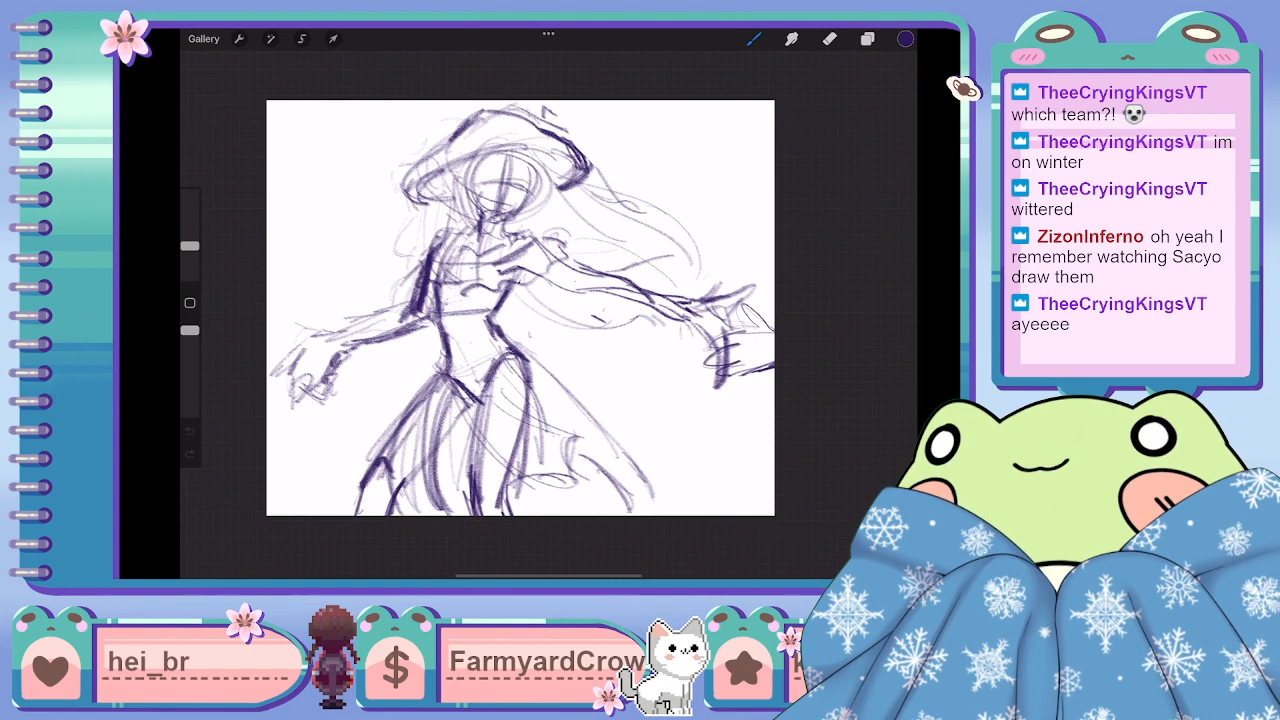 Gallery
TheeCryingKingsVT
which team?!
TheeCryingKingsVT im
on winter
TheeCryingKingsVT
wittered
ZizonInferno oh yeah I
remember watching Sacyo
draw them
TheeCryingKingsVT
ayeeee
hei_br
$
FarmyardCrow